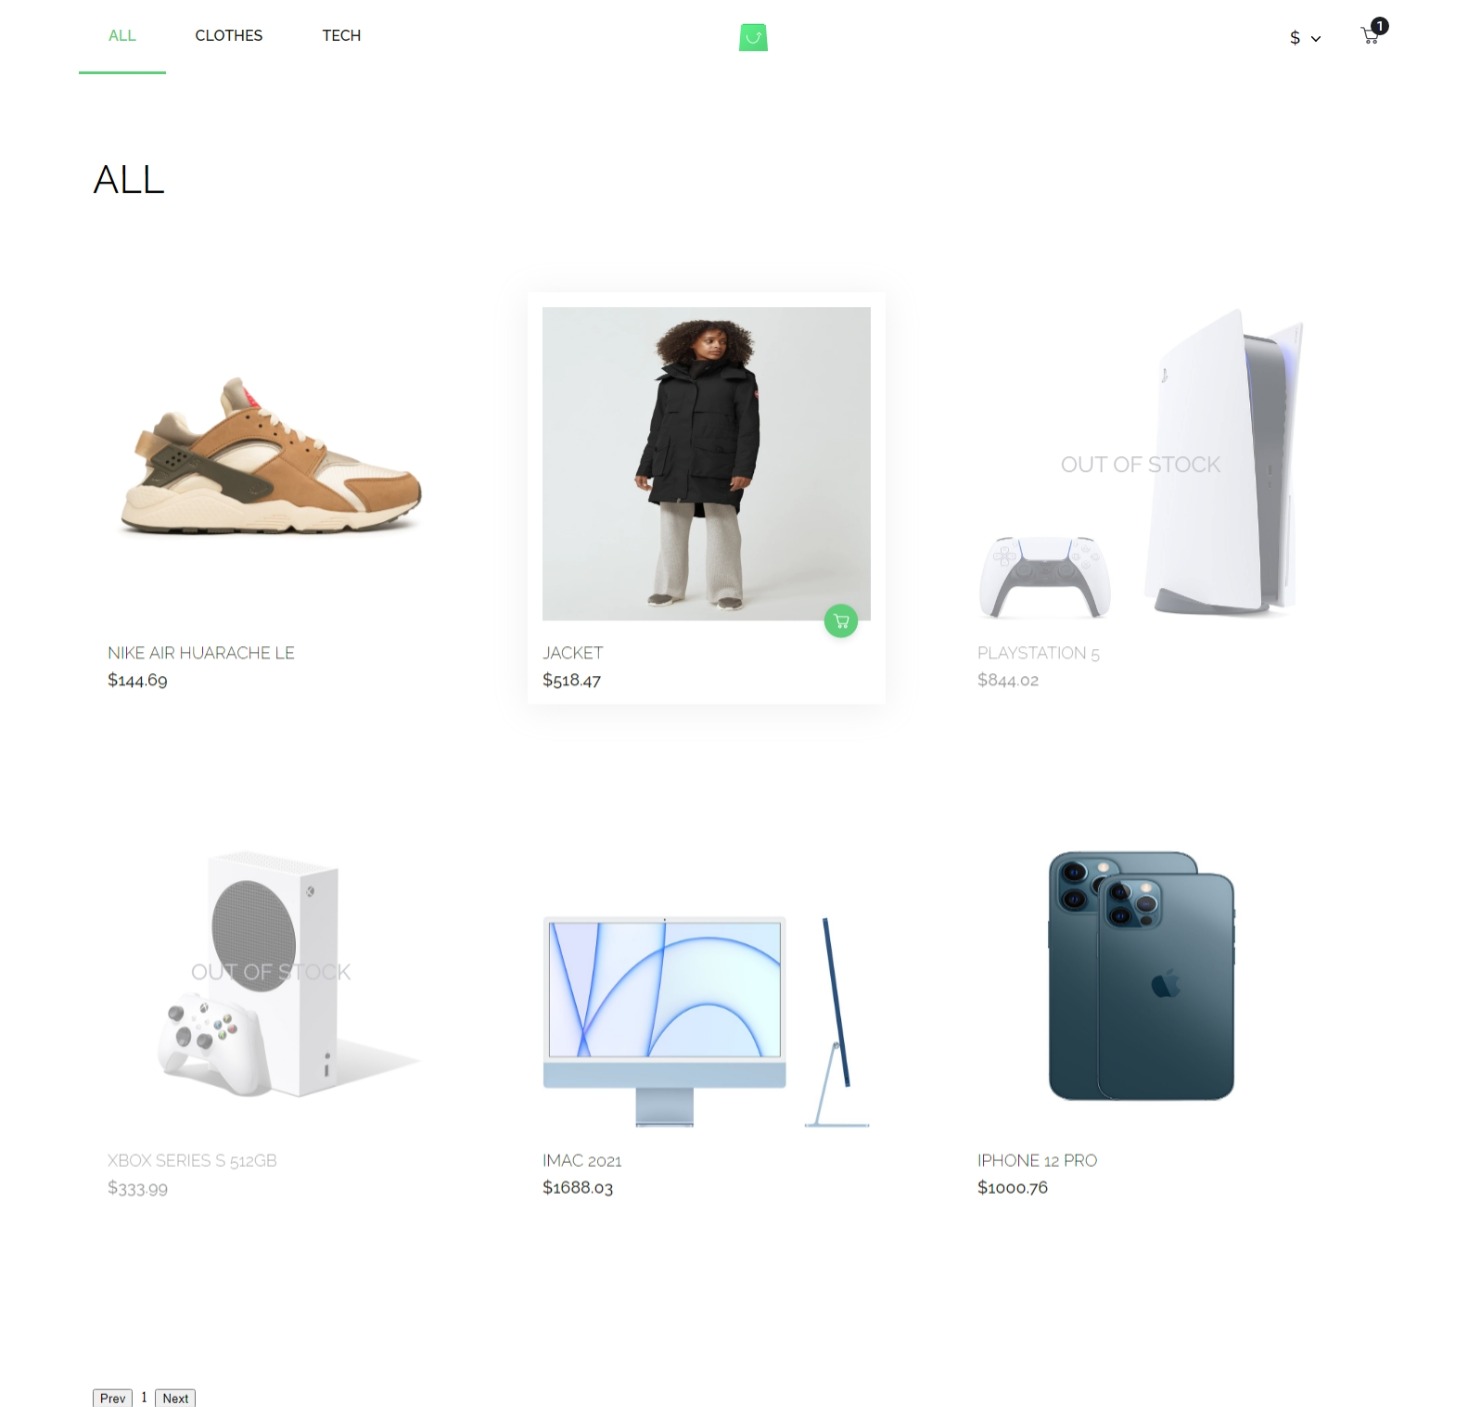 ALL CLOTHES TECH $ 1
ALL
OUT OF STOCK
NIKE AIR HUARACHE LE JACKET PLAYSTATION 5
$144.69 $518.47 $844.02
OUT OF STOCK
XBOX SERIES S 512GB IMAC 2021 IPHONE 12 PRO
$333.99 $1688.03 $1000.76
Prev 1 Next